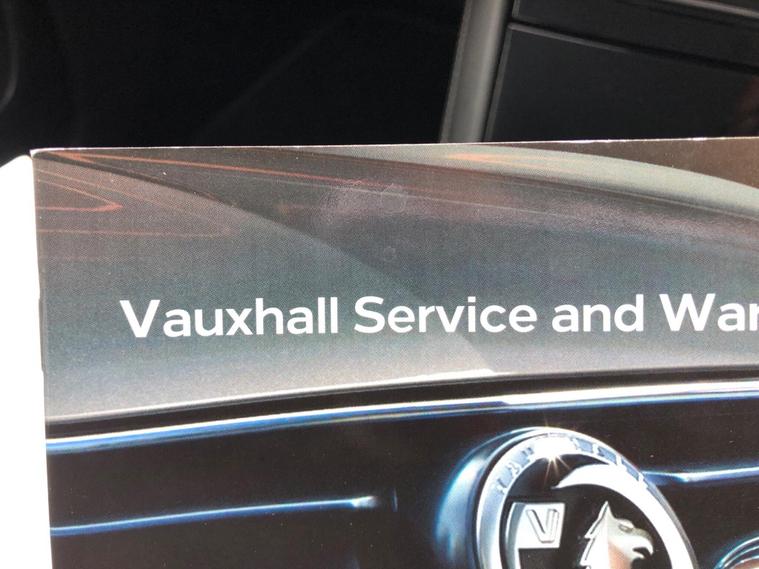 Vauxhall Service and War
V